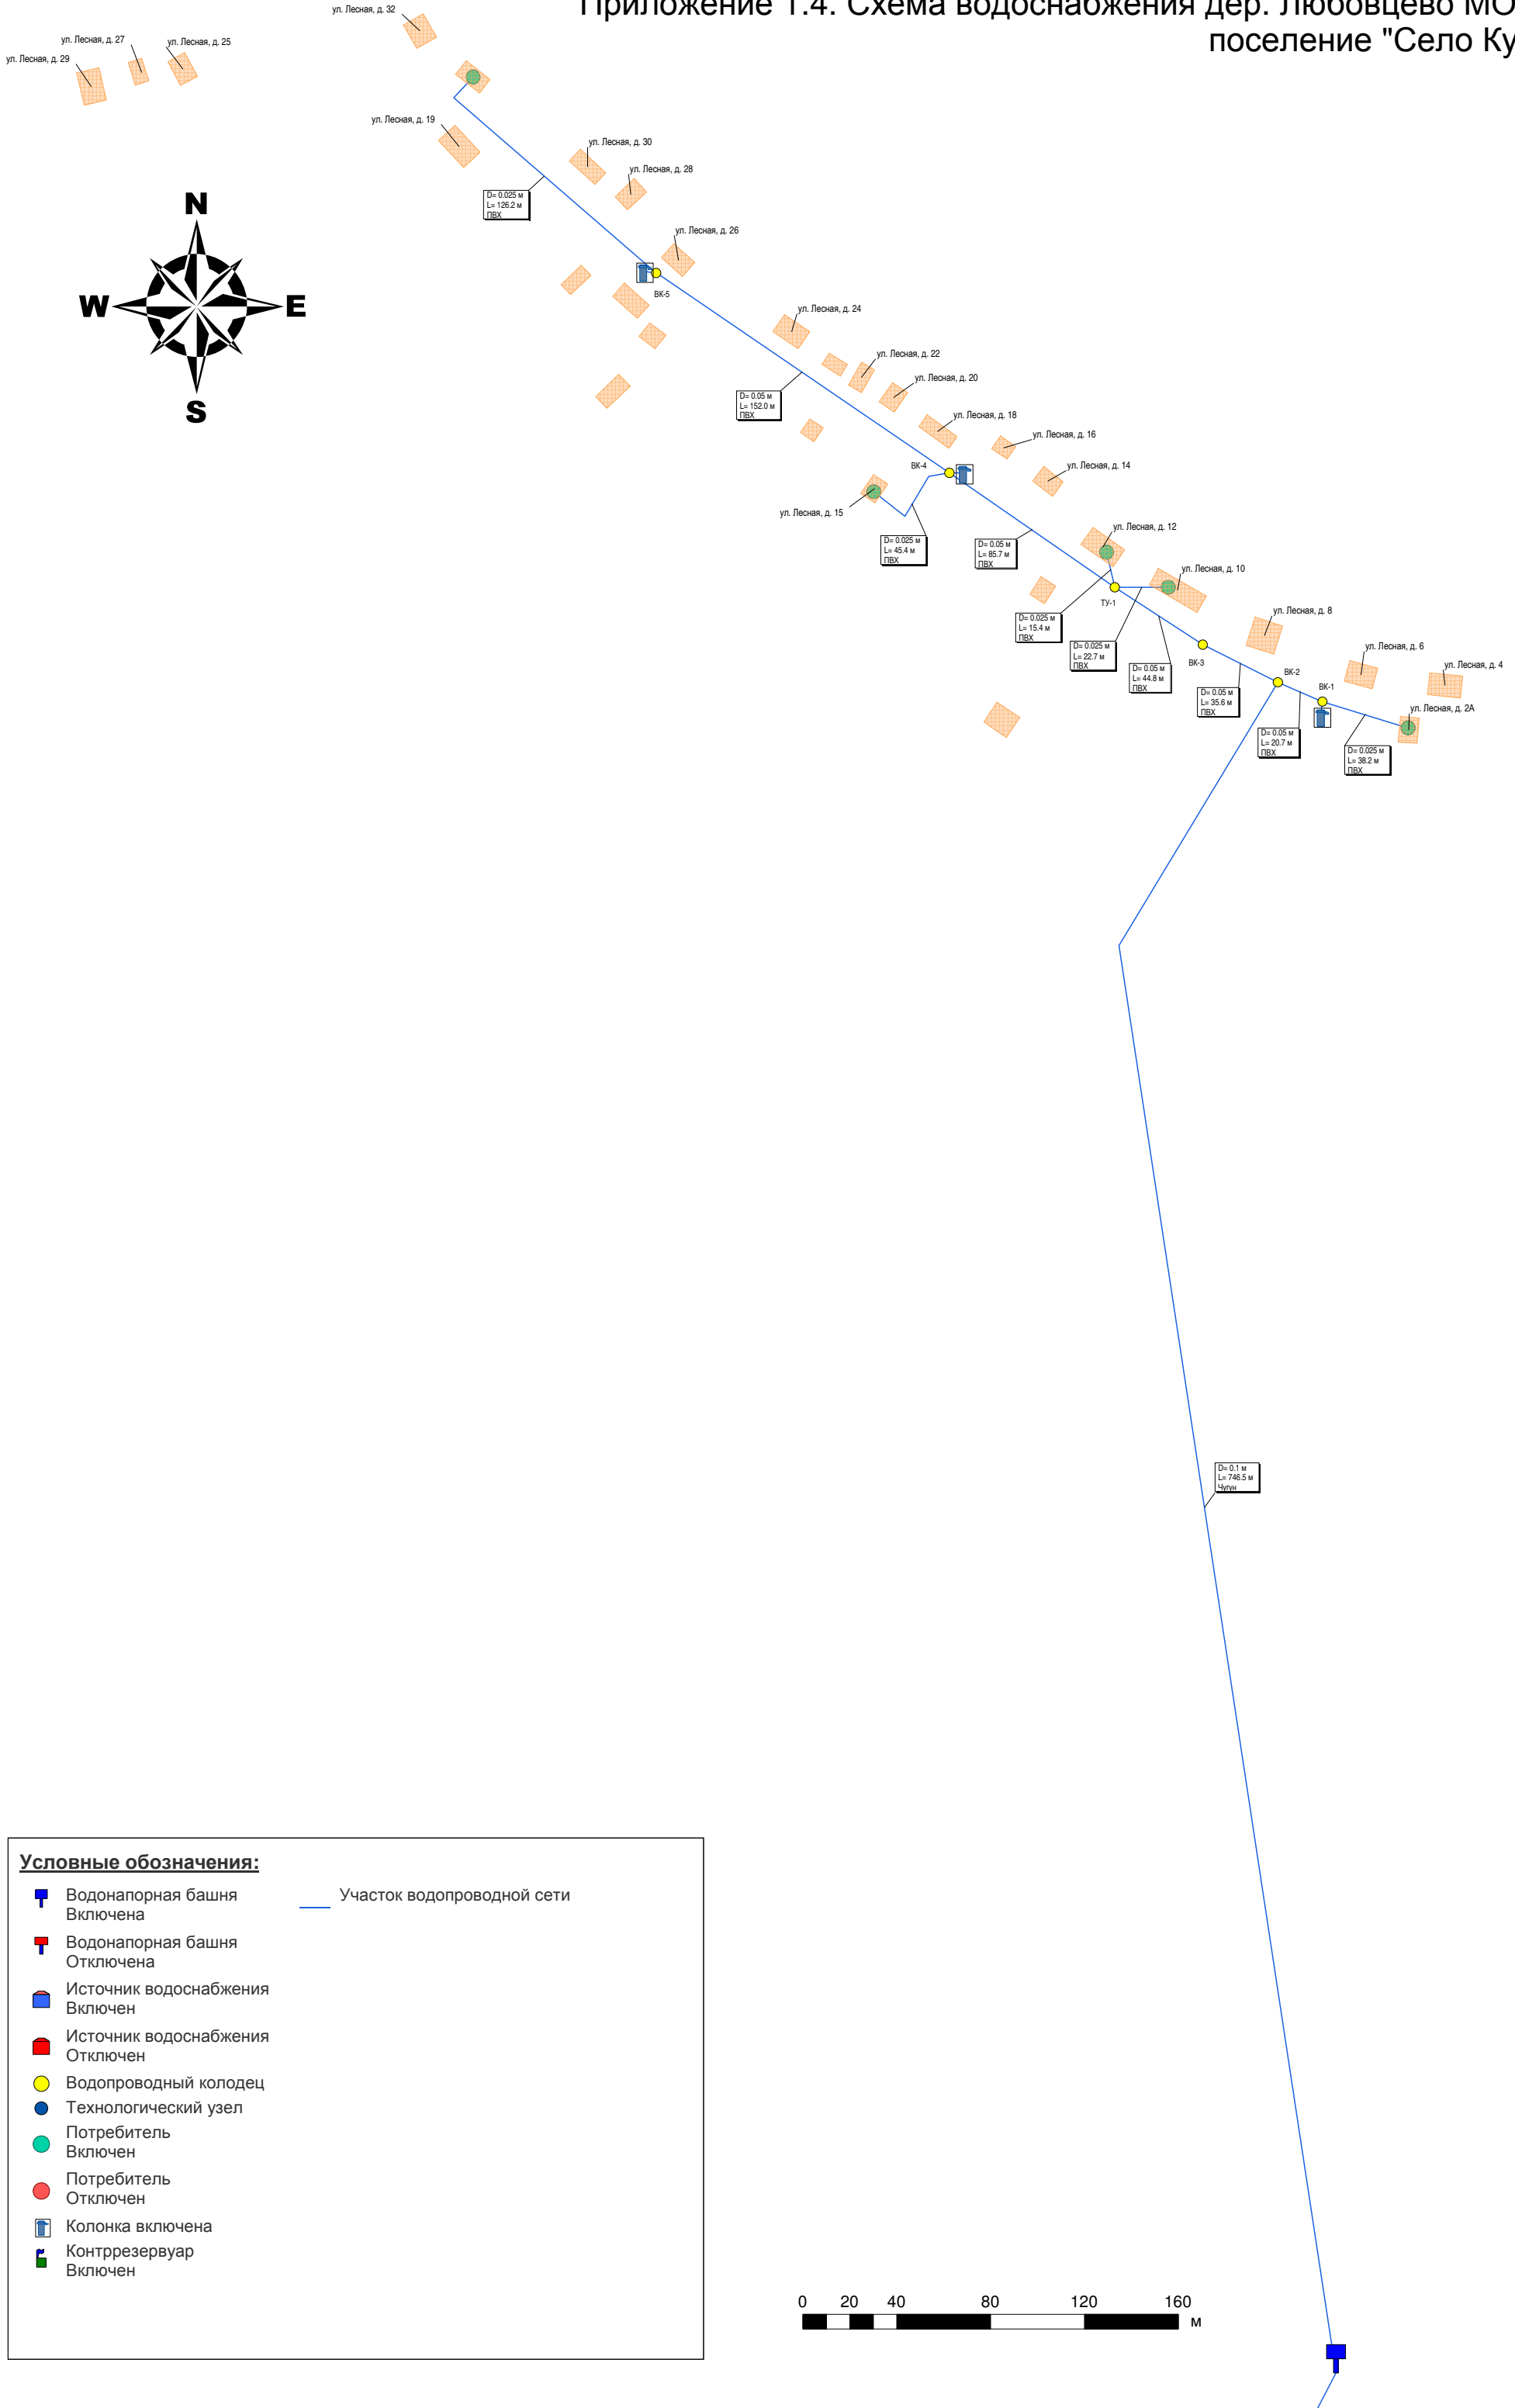 Приложение 1.4. Схема водоснабжения дер. Любовцево МО
поселение "Село Ку
ул. Лесная, д. 32
ул. Лесная, д. 27
ул. Лесная, д. 25
ул. Лесная, д. 29
ул. Лесная, д. 19
ул. Лесная, д. 30
ул. Лесная, д. 28
D= 0.025 м
L= 126.2 м
ПВХ
N
W
E
S
ул. Лесная, д. 26
ВК-5
ул. Лесная, д. 24
ул. Лесная, д. 22
ул. Лесная, д. 20
D= 0.05 м
L= 152.0 м
ПВХ
ул. Лесная, д. 18
ул. Лесная, д. 16
ВК-4
ул. Лесная, д. 14
ул. Лесная, д. 15
ул. Лесная, д. 12
D= 0.025 м
L= 45.4 м
ПВХ
D= 0.05 м
L= 85.7 м
ПВХ
ул. Лесная, д. 10
ТУ-1
D= 0.025 м
L= 15.4 м
ПВХ
ул. Лесная, д. 8
D= 0.025 м
L= 22.7 м
ПВХ
ул. Лесная, д. 6
ВК-3
D= 0.05 м
L= 44.8 м
ПВХ
ул. Лесная, д. 4
ВК-2
ВК-1
D= 0.05 м
L= 35.6 м
ПВХ
ул. Лесная, д. 2А
D= 0.05 м
L= 20.7 м
ПВХ
D= 0.025 м
L= 38.2 м
ПВХ
D= 0.1 м
L= 746.5 м
Чугун
Условные обозначения:
Водонапорная башня
Включена
Водонапорная башня
Отключена
Источник водоснабжения
Включен
Источник водоснабжения
Отключен
Водопроводный колодец
Технологический узел
Потребитель
Включен
Потребитель
Отключен
Колонка включена
Контррезервуар
Включен
Участок водопроводной сети
0 20 40 80 120 160
м